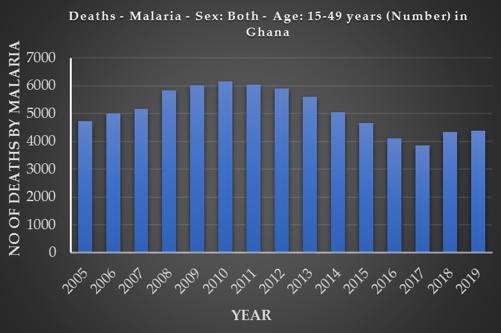 Deaths - Malaria - Sex: Both - Age: 15-49 years (Number) in
Ghana
NO OF DEATHS BY MALARIA
7000
6000
5000
4000
3000
2000
1000
0
2005 2006 2007 2008 2009 2010 2011 2012 2013 2014 2015 2016 2017 2018 2019
YEAR